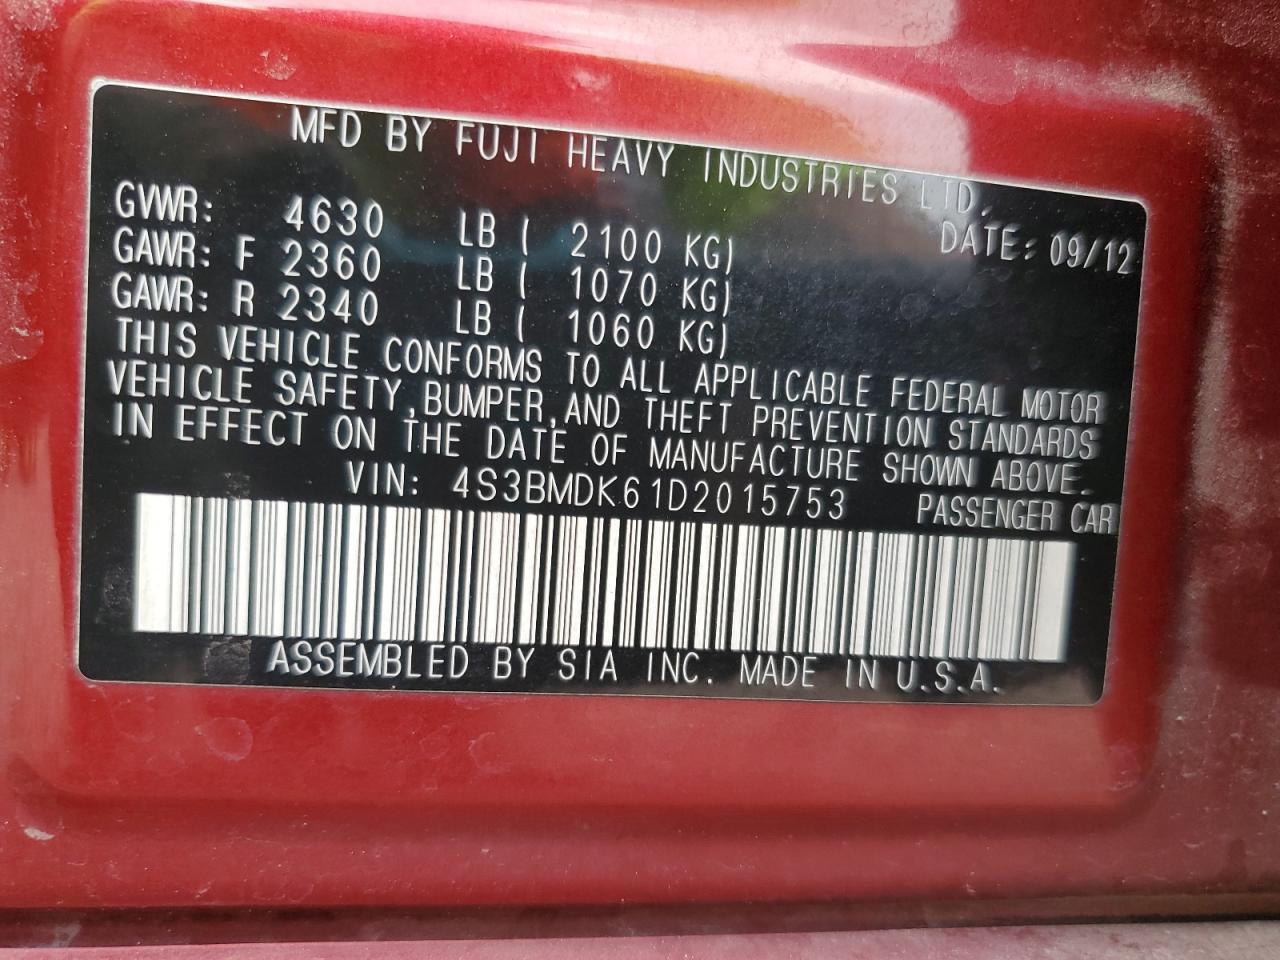 MFD BY FUJI HEAVY INDUSTRIES LTD.
GVWR: 4630 LB ( 2100 KG) DATE: 09/12
GAWR: F 2360 LB ( 1070 KG)
GAWR: R 2340 LB ( 1060 KG)
THIS VEHICLE CONFORMS TO ALL APPLICABLE FEDERAL MOTOR
VEHICLE SAFETY,BUMPER,AND THEFT PREVENTION STANDARDS
IN EFFECT ON THE DATE OF MANUFACTURE SHOWN ABOVE.
VIN: 4S3BMDK61D2015753 PASSENGER CAR
ASSEMBLED BY SIA INC. MADE IN U.S.A.